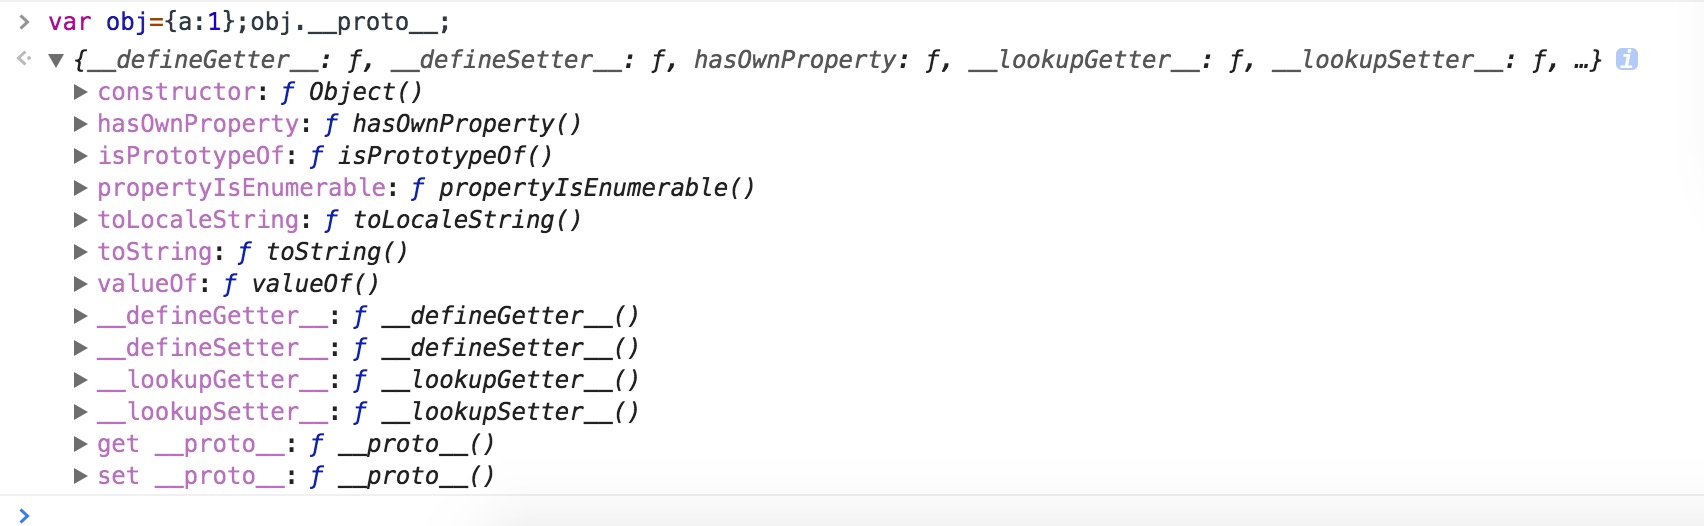 > var obj={a:1};obj.__proto__;
<· ▼ {__defineGetter__: ƒ, __defineSetter__: ƒ, hasOwnProperty: ƒ, __lookupGetter__: ƒ, __lookupSetter__: ƒ, …} i
▶ constructor: ƒ Object()
▶ hasOwnProperty: ƒ hasOwnProperty()
▶ isPrototypeOf: ƒ isPrototypeOf()
▶ propertyIsEnumerable: ƒ propertyIsEnumerable()
▶ toLocaleString: ƒ toLocaleString()
▶ toString: ƒ toString()
▶ valueOf: ƒ valueOf()
▶ __defineGetter__: ƒ __defineGetter__()
▶ __defineSetter__: ƒ __defineSetter__()
▶ __lookupGetter__: ƒ __lookupGetter__()
▶ __lookupSetter__: ƒ __lookupSetter__()
▶ get __proto__: ƒ __proto__()
▶ set __proto__: ƒ __proto__()
>